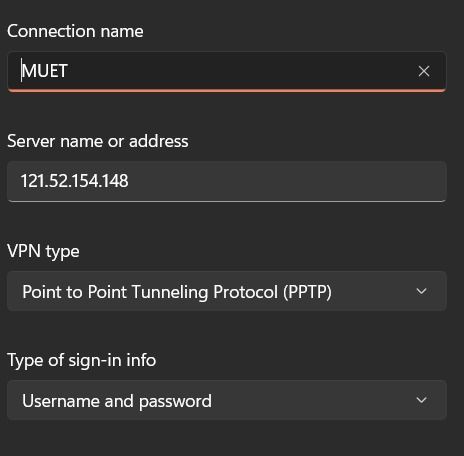 Connection name
MUET
Server name or address
121.52.154.148
VPN type
Point to Point Tunneling Protocol (PPTP)
Type of sign-in info
Username and password